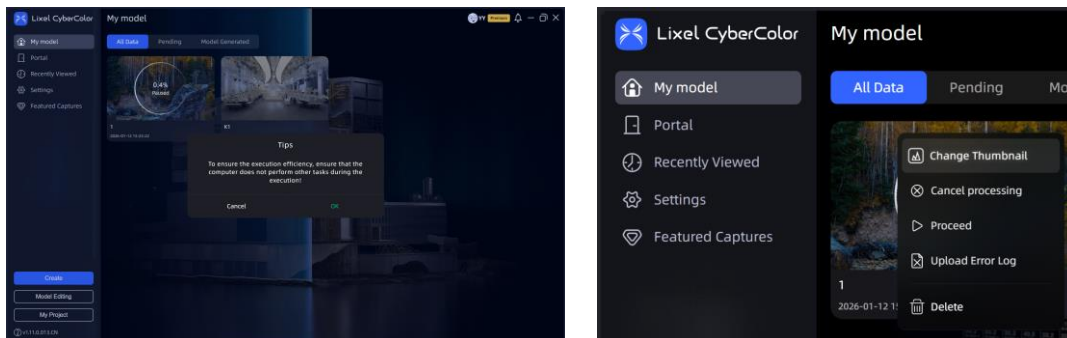 Lixel CyberColor
My model
YY Premium
My model
Portal
Recently Viewed
Settings
Featured Captures
All Data
Pending
Model Generated
0.4%
Paused
1
K1
Tips
To ensure the execution efficiency, ensure that the
computer does not perform other tasks during the
execution!
Cancel
OK
Create
Model Editing
My Project
Lixel CyberColor
My model
My model
Portal
Recently Viewed
Settings
Featured Captures
All Data
Pending
Mo
Change Thumbnail
Cancel processing
Proceed
Upload Error Log
Delete
1
2026-01-12 1